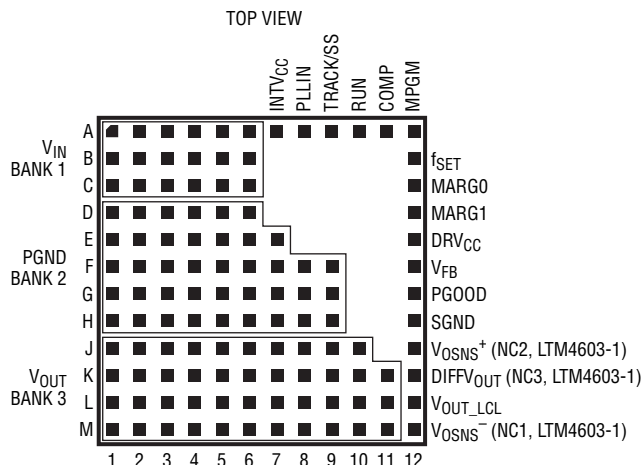 TOP VIEW
INTVCC
PLLIN
TRACK/SS
RUN
COMP
MPGM
VIN
BANK 1
PGND
BANK 2
VOUT
BANK 3
A
B
C
D
E
F
G
H
J
K
L
M
fSET
MARG0
MARG1
DRVCC
VFB
PGOOD
SGND
VOSNS+ (NC2, LTM4603-1)
DIFFVOUT (NC3, LTM4603-1)
VOUT_LCL
VOSNS– (NC1, LTM4603-1)
1 2 3 4 5 6 7 8 9 10 11 12